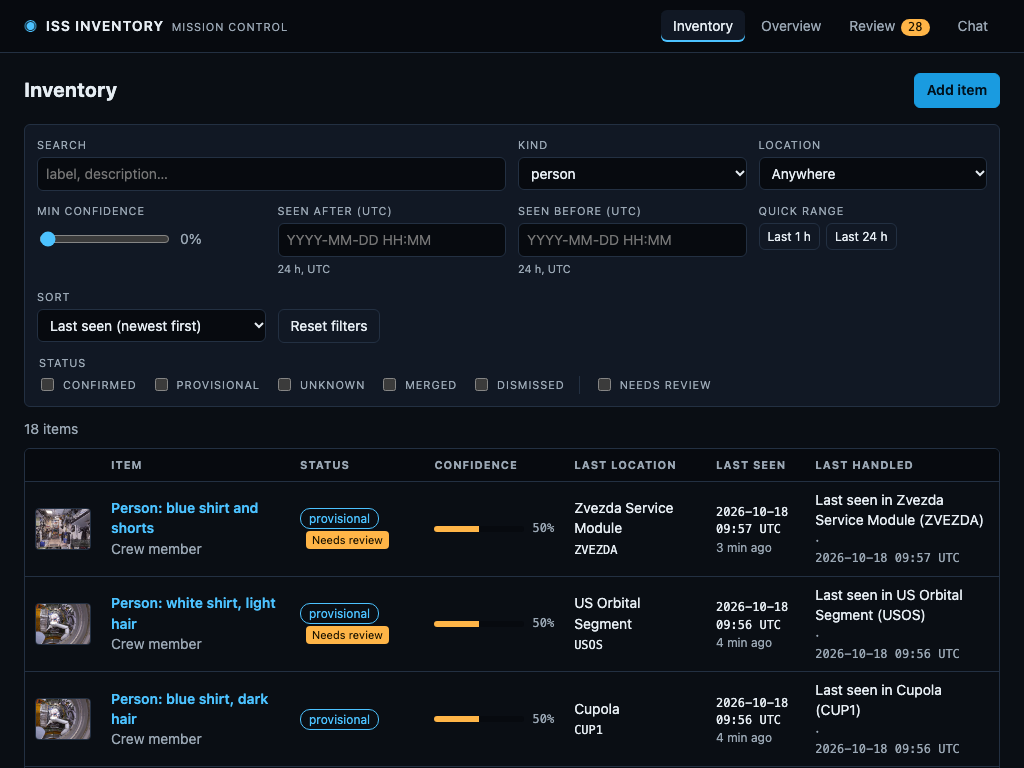 ISS INVENTORY MISSION CONTROL
Inventory Overview Review 28 Chat
Inventory
Add item
SEARCH
label, description...
KIND
person
LOCATION
Anywhere
MIN CONFIDENCE
0%
SEEN AFTER (UTC)
YYYY-MM-DD HH:MM
24 h, UTC
SEEN BEFORE (UTC)
YYYY-MM-DD HH:MM
24 h, UTC
QUICK RANGE
Last 1 h Last 24 h
SORT
Last seen (newest first)
Reset filters
STATUS
CONFIRMED PROVISIONAL UNKNOWN MERGED DISMISSED NEEDS REVIEW
18 items
ITEM STATUS CONFIDENCE LAST LOCATION LAST SEEN LAST HANDLED
Person: blue shirt and
shorts
Crew member
provisional
Needs review
50%
Zvezda Service
Module
ZVEZDA
2026-10-18
09:57 UTC
3 min ago
Last seen in Zvezda
Service Module (ZVEZDA)
·
2026-10-18 09:57 UTC
Person: white shirt, light
hair
Crew member
provisional
Needs review
50%
US Orbital
Segment
USOS
2026-10-18
09:56 UTC
4 min ago
Last seen in US Orbital
Segment (USOS)
·
2026-10-18 09:56 UTC
Person: blue shirt, dark
hair
Crew member
provisional
50%
Cupola
CUP1
2026-10-18
09:56 UTC
4 min ago
Last seen in Cupola
(CUP1)
·
2026-10-18 09:56 UTC